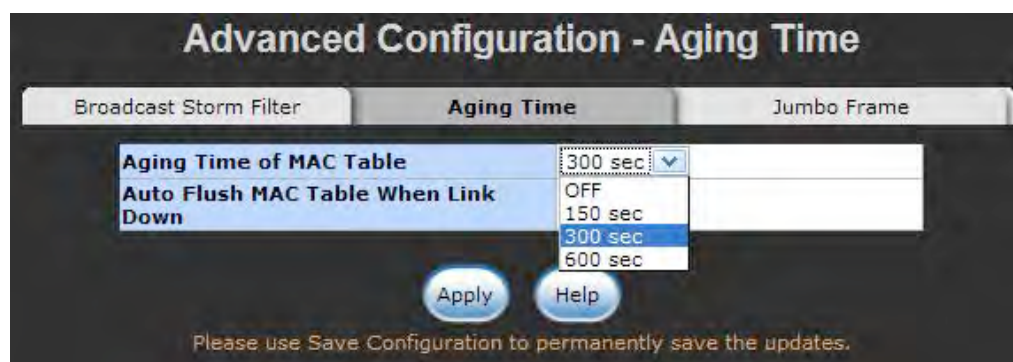 Advanced Configuration - Aging Time
Broadcast Storm Filter
Aging Time
Jumbo Frame
Aging Time of MAC Table
300 sec
Auto Flush MAC Table When Link
Down
OFF
150 sec
300 sec
600 sec
Apply
Help
Please use Save Configuration to permanently save the updates.